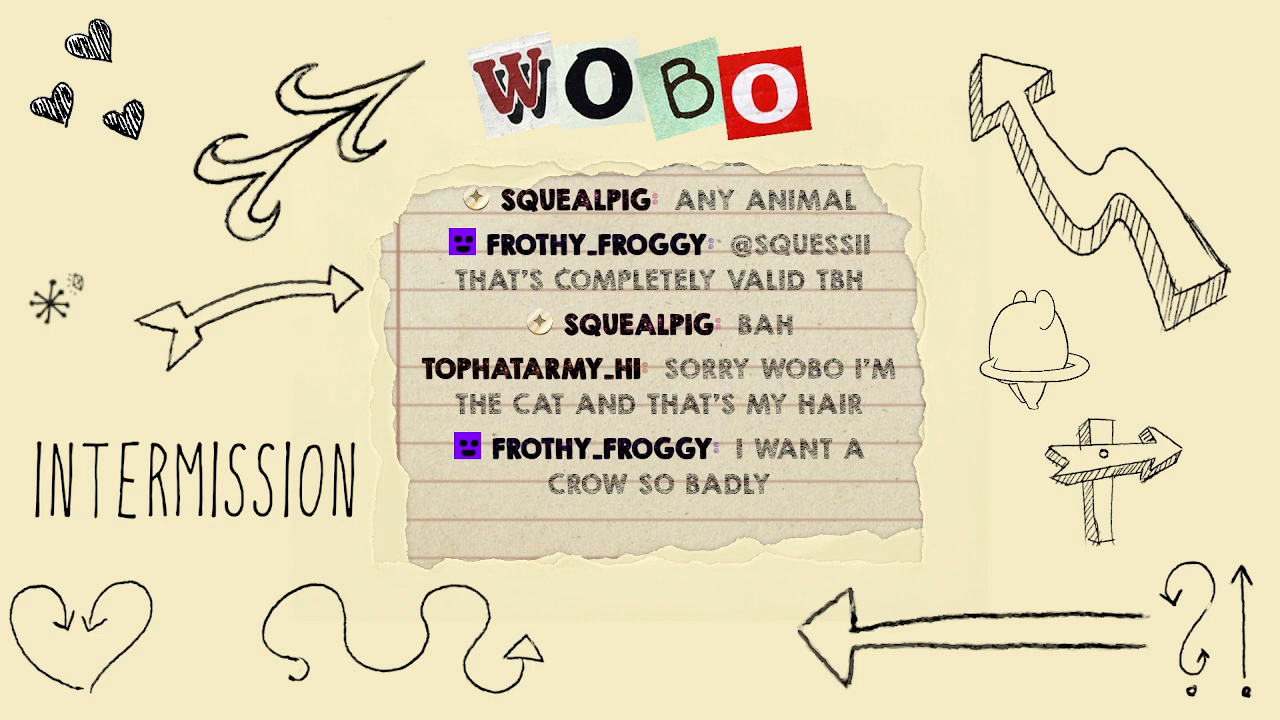 WOBO
SQUEALPIG: ANY ANIMAL
FROTHY_FROGGY: @SQUESSII
THAT'S COMPLETELY VALID TBH
SQUEALPIG: BAH
TOPHATARMY_HI: SORRY WOBO I'M
THE CAT AND THAT'S MY HAIR
FROTHY_FROGGY: I WANT A
CROW SO BADLY
INTERMISSION
?!